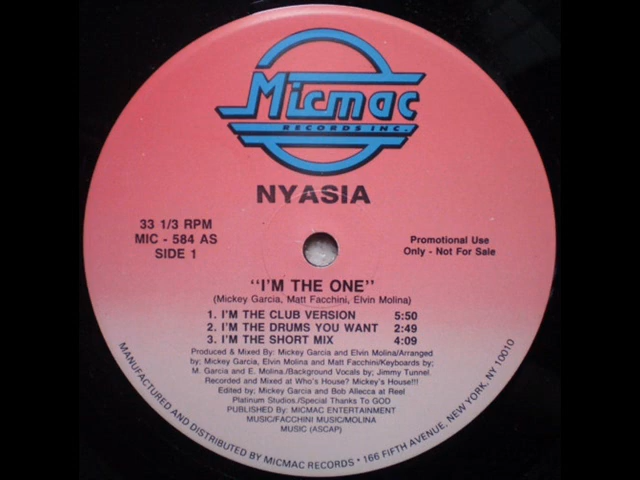 Micmac
RECORDS INC.
NYASIA
33 1/3 RPM
MIC - 584 AS
SIDE 1
Promotional Use
Only - Not For Sale
"I'M THE ONE"
(Mickey Garcia, Matt Facchini, Elvin Molina)
1. I'M THE CLUB VERSION 5:50
2. I'M THE DRUMS YOU WANT 2:49
3. I'M THE SHORT MIX 4:09
Produced & Mixed By: Mickey Garcia and Elvin Molina/Arranged
by; Mickey Garcia, Elvin Molina and Matt Facchini/Keyboards by;
M. Garcia and E. Molina./Background Vocals by; Jimmy Tunnel.
Recorded and Mixed at Who's House? Mickey's House!!!
Edited by; Mickey Garcia and Bob Allecca at Reel
Platinum Studios./Special Thanks To GOD
PUBLISHED By: MICMAC ENTERTAINMENT
MUSIC/FACCHINI MUSIC/MOLINA
MUSIC (ASCAP)
MANUFACTURED AND DISTRIBUTED BY MICMAC RECORDS • 166 FIFTH AVENUE, NEW YORK, NY 10010